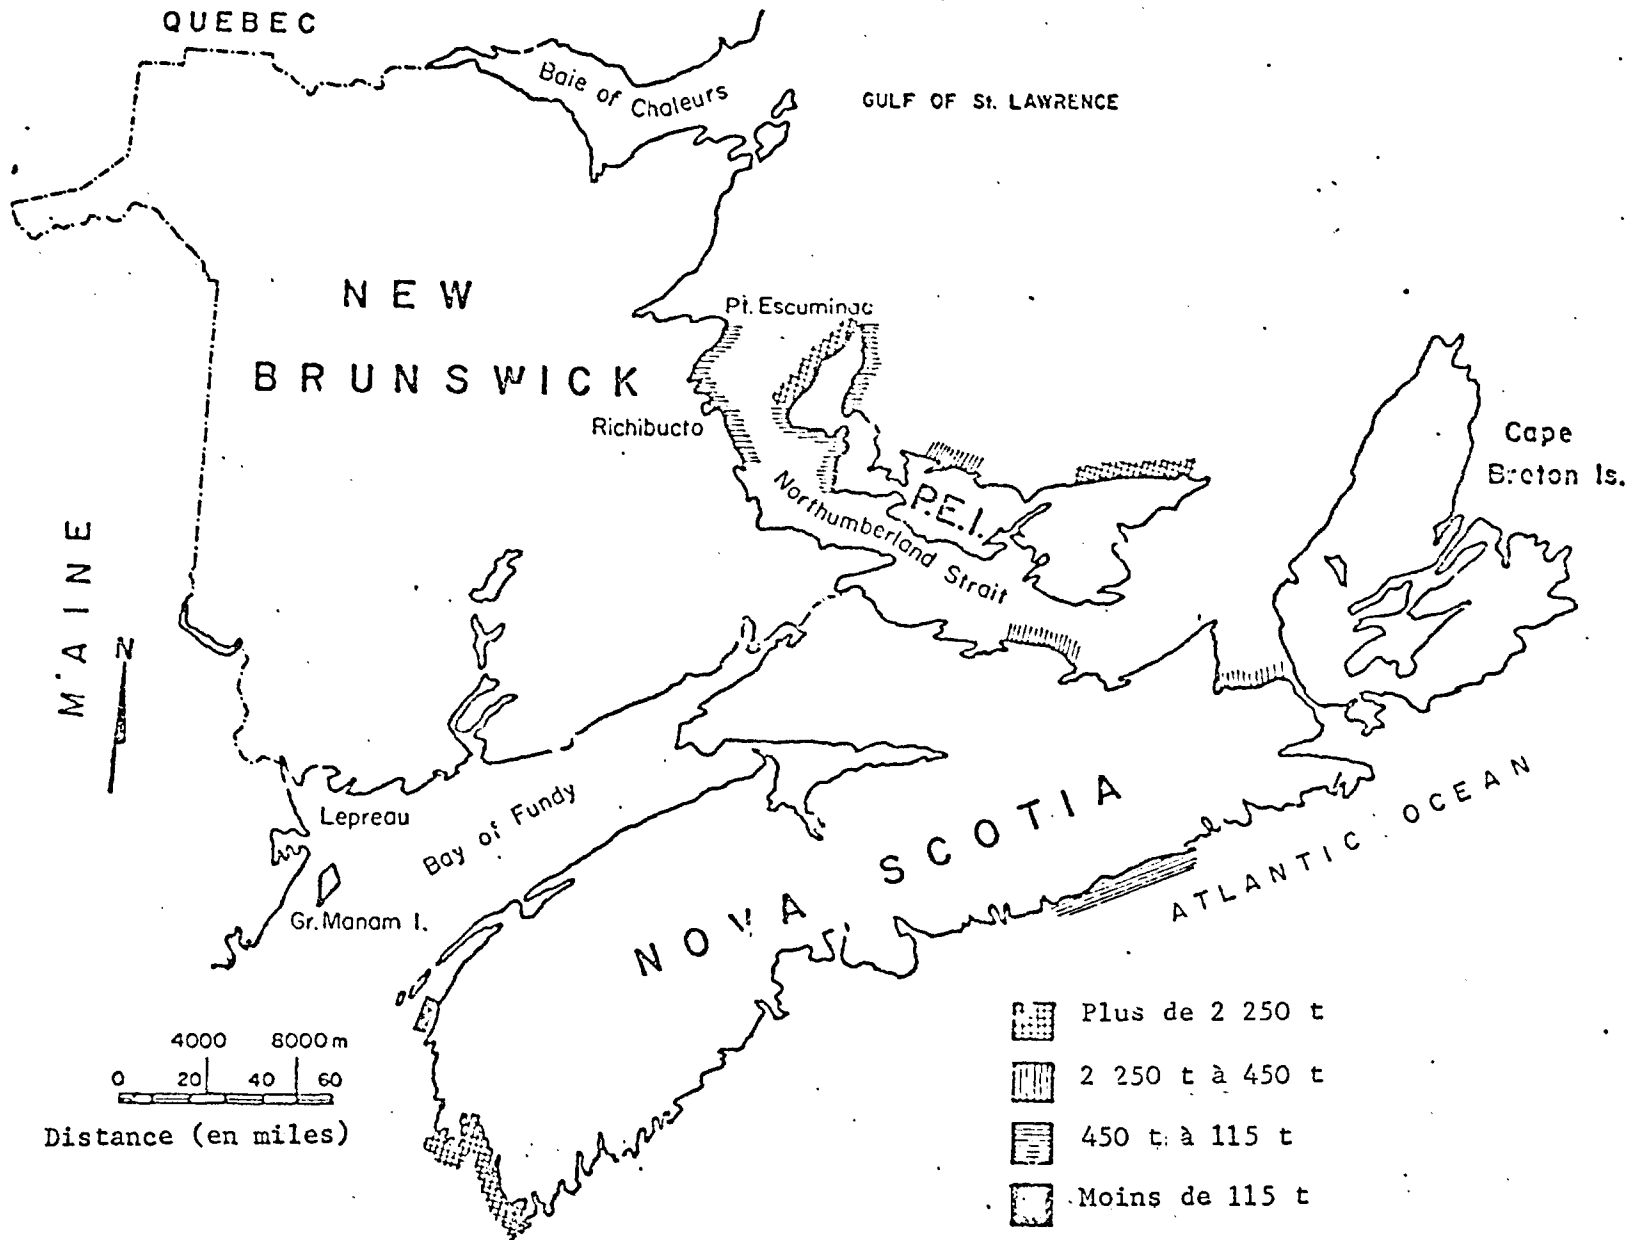 QUEBEC
Baie of Chaleurs
GULF OF St. LAWRENCE
NEW
BRUNSWICK
Pt. Escuminac
Richibucto
Northumberland Strait
P.E.I.
Cape
Breton Is.
MAINE
N
Lepreau
Bay of Fundy
Gr. Manam I.
NOVA SCOTIA
ATLANTIC OCEAN
4000 8000 m
0 20 40 60
Distance (en miles)
Plus de 2 250 t
2 250 t à 450 t
450 t à 115 t
Moins de 115 t